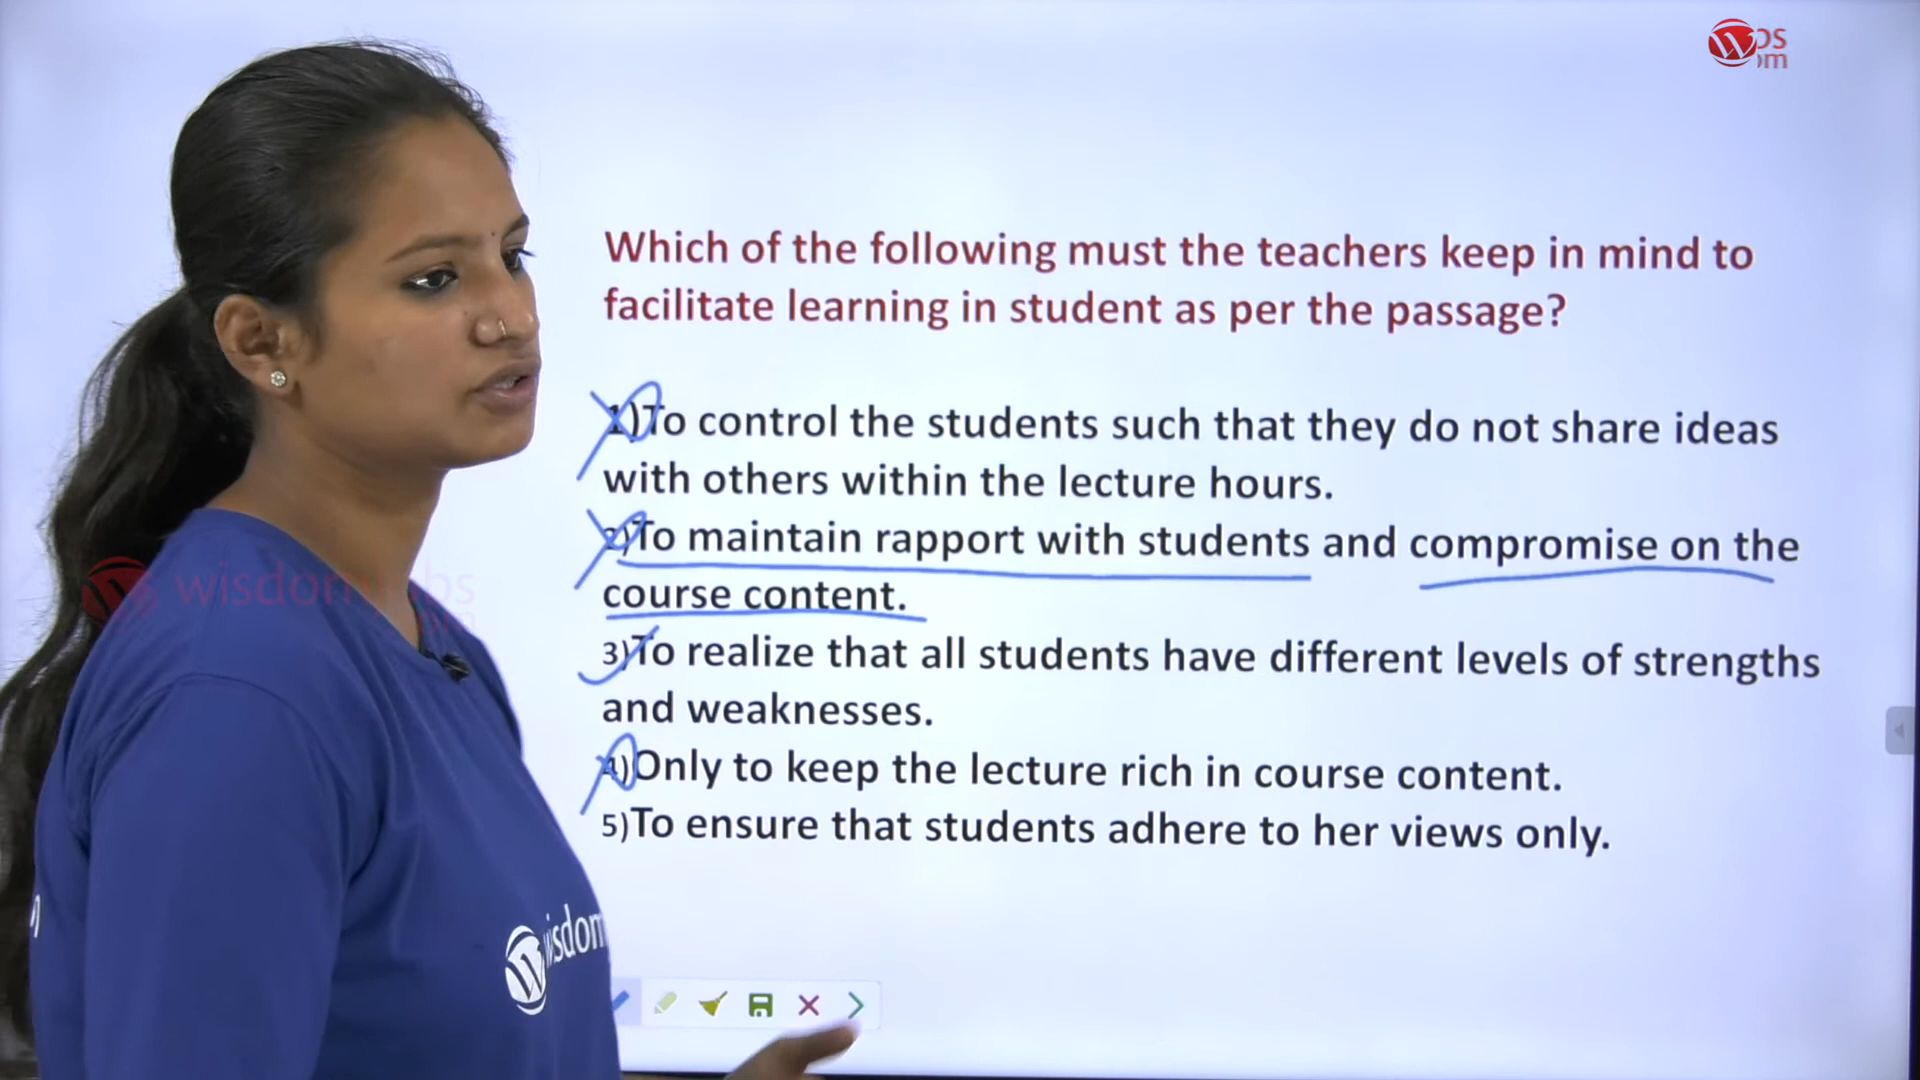 Which of the following must the teachers keep in mind to
facilitate learning in student as per the passage?
1)To control the students such that they do not share ideas
with others within the lecture hours.
2)To maintain rapport with students and compromise on the
course content.
3)To realize that all students have different levels of strengths
and weaknesses.
4)Only to keep the lecture rich in course content.
5)To ensure that students adhere to her views only.
wisdom